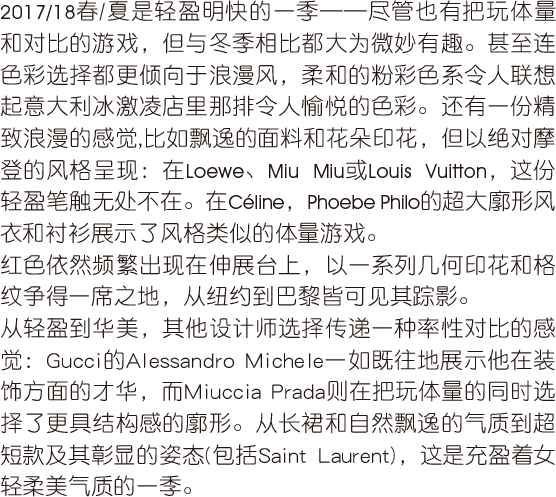 2017/18春/夏是轻盈明快的一季——尽管也有把玩体量
和对比的游戏，但与冬季相比都大为微妙有趣。甚至连
色彩选择都更倾向于浪漫风，柔和的粉彩色系令人联想
起意大利冰激凌店里那排令人愉悦的色彩。还有一份精
致浪漫的感觉,比如飘逸的面料和花朵印花，但以绝对摩
登的风格呈现：在Loewe、Miu Miu或Louis Vuitton，这份
轻盈笔触无处不在。在Céline，Phoebe Philo的超大廓形风
衣和衬衫展示了风格类似的体量游戏。
红色依然频繁出现在伸展台上，以一系列几何印花和格
纹争得一席之地，从纽约到巴黎皆可见其踪影。
从轻盈到华美，其他设计师选择传递一种率性对比的感
觉：Gucci的Alessandro Michele一如既往地展示他在装
饰方面的才华，而Miuccia Prada则在把玩体量的同时选
择了更具结构感的廓形。从长裙和自然飘逸的气质到超
短款及其彰显的姿态(包括Saint Laurent)，这是充盈着女
轻柔美气质的一季。